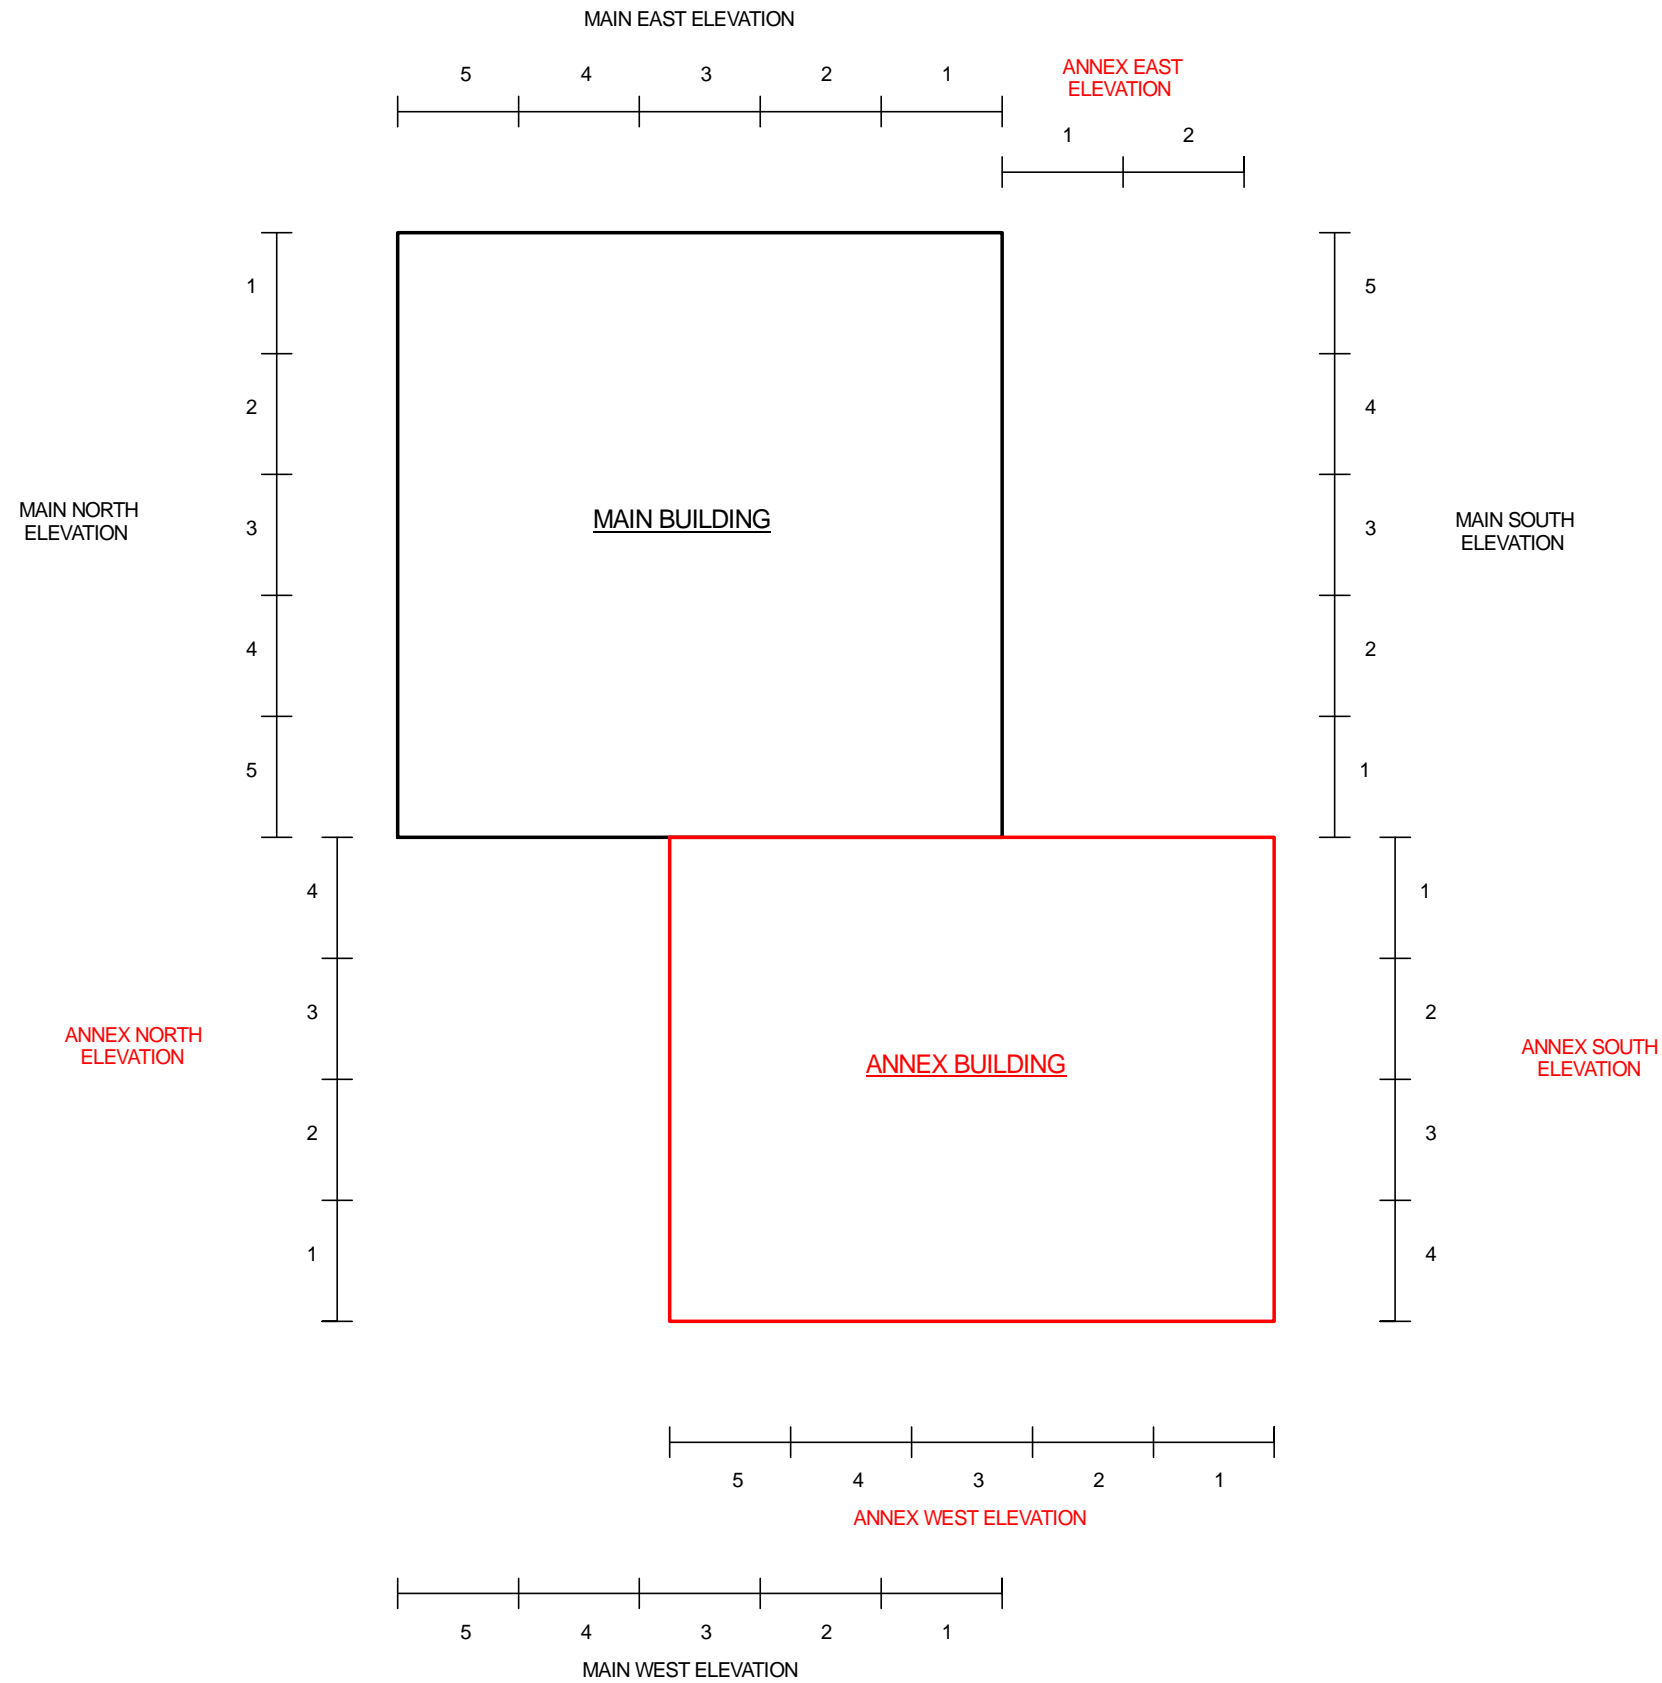 MAIN EAST ELEVATION
5 4 3 2 1
ANNEX EAST
ELEVATION
1 2
1
2
3
4
5
MAIN NORTH
ELEVATION
MAIN BUILDING
5
4
3
2
1
MAIN SOUTH
ELEVATION
4
3
2
1
ANNEX NORTH
ELEVATION
ANNEX BUILDING
1
2
3
4
ANNEX SOUTH
ELEVATION
5 4 3 2 1
ANNEX WEST ELEVATION
5 4 3 2 1
MAIN WEST ELEVATION